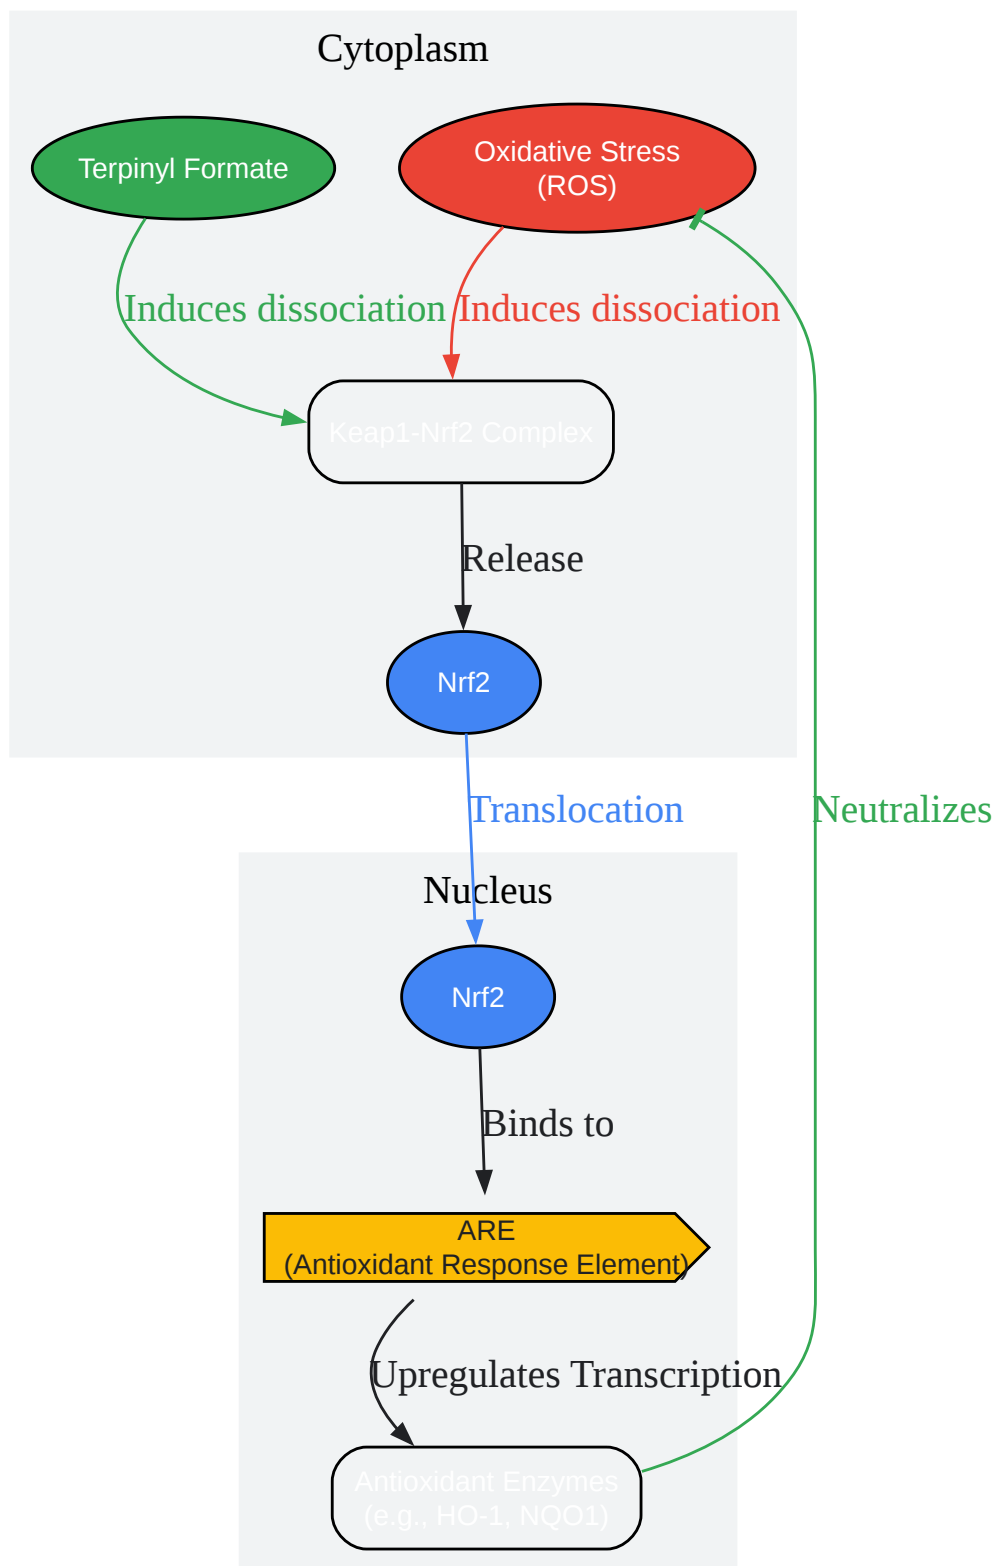 Cytoplasm
Terpinyl Formate
Oxidative Stress
(ROS)
Induces dissociation
Induces dissociation
Keap1-Nrf2 Complex
Release
Nrf2
Translocation
Neutralizes
Nucleus
Nrf2
Binds to
ARE
(Antioxidant Response Element)
Upregulates Transcription
Antioxidant Enzymes
(e.g., HO-1, NQO1)